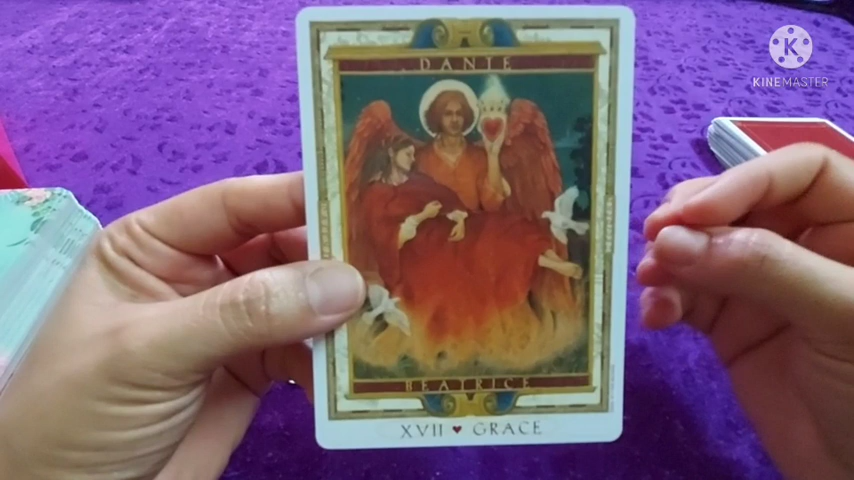 DANTE
K
KINEMASTER
BEATRICE
XVII ♥ GRACE